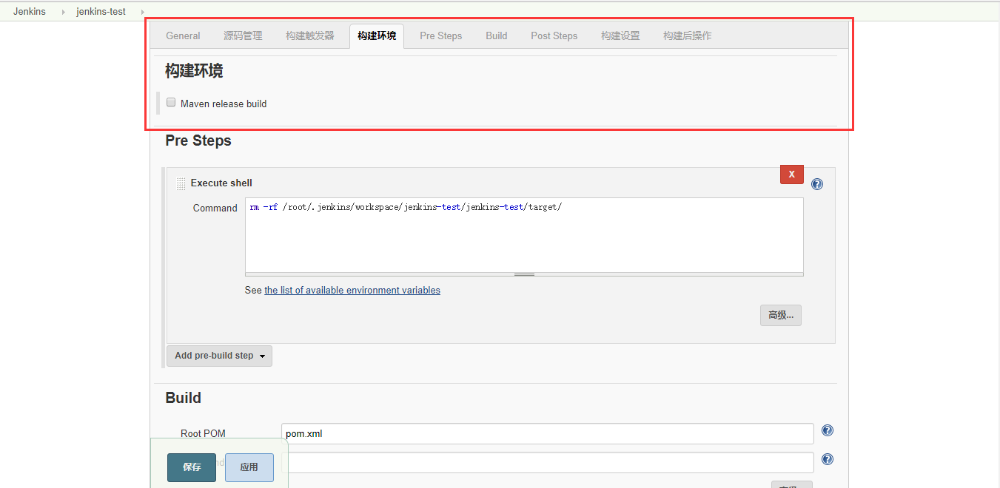 Jenkins jenkins-test
General 源码管理 构建触发器 构建环境 Pre Steps Build Post Steps 构建设置 构建后操作
构建环境
Maven release build
Pre Steps
X
Execute shell
Command rm -rf /root/.jenkins/workspace/jenkins-test/jenkins-test/target/
See the list of available environment variables
高级...
Add pre-build step
Build
Root POM pom.xml
保存 应用